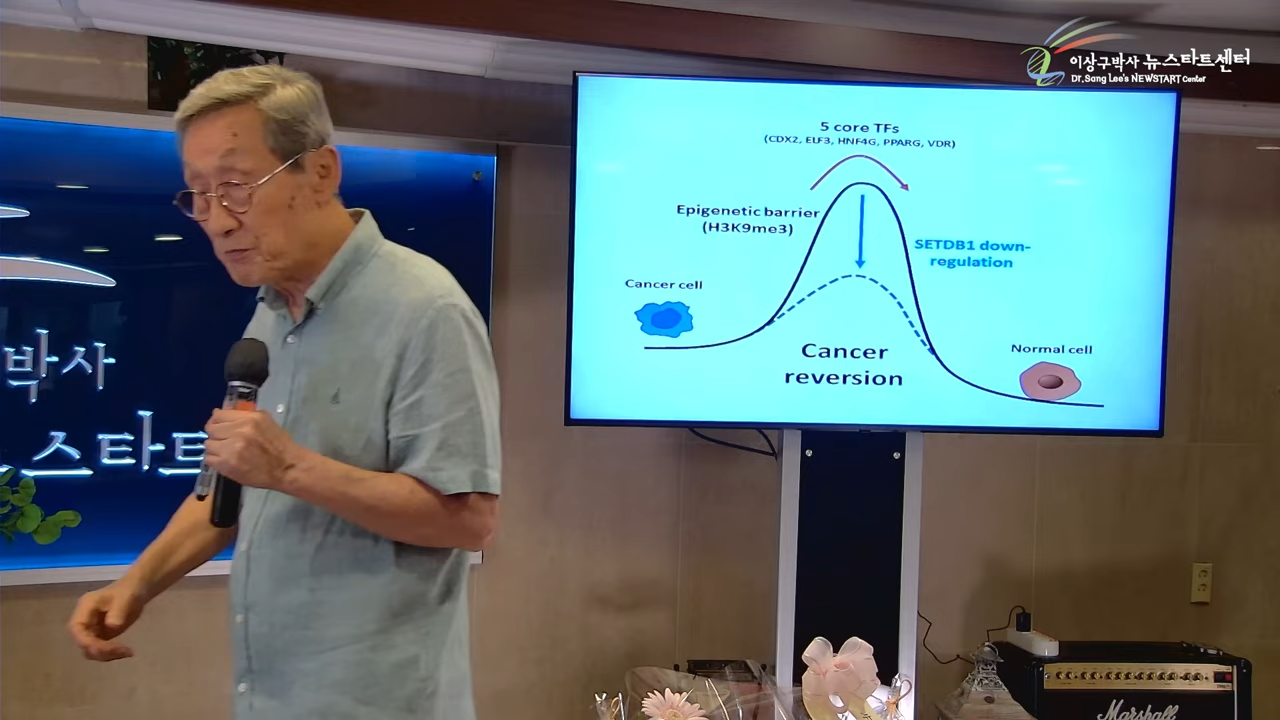 이상구박사 뉴스타트센터
Dr. Sang Lee's NEWSTART Center
5 core TFs
(CDX2, ELF3, HNF4G, PPARG, VDR)
Epigenetic barrier
(H3K9me3)
SETDB1 down-
regulation
Cancer cell
Cancer
reversion
Normal cell
박사
스타트
Marshall